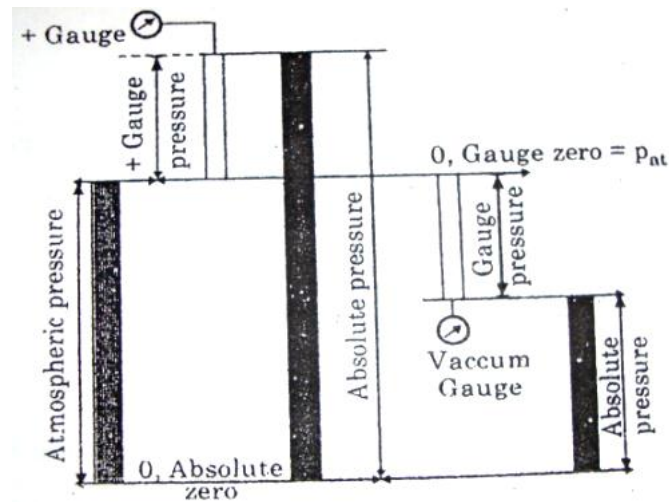 + Gauge
+ Gauge
pressure
0, Gauge zero = pat
Atmospheric pressure
Absolute pressure
Gauge
pressure
Vaccum
Gauge
Absolute
pressure
0, Absolute
zero